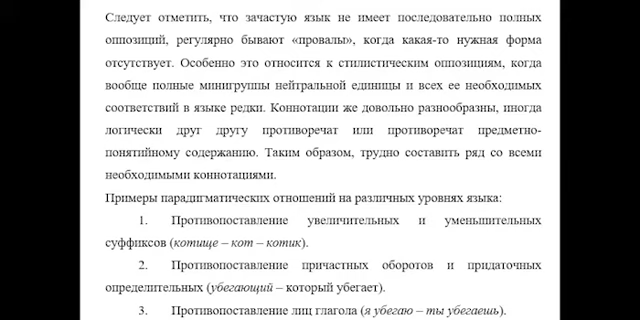 Следует отметить, что зачастую язык не имеет последовательно полных
оппозиций, регулярно бывают «провалы», когда какая-то нужная форма
отсутствует. Особенно это относится к стилистическим оппозициям, когда
вообще полные минигруппы нейтральной единицы и всех ее необходимых
соответствий в языке редки. Коннотации же довольно разнообразны, иногда
логически друг другу противоречат или противоречат предметно-
понятийному содержанию. Таким образом, трудно составить ряд со всеми
необходимыми коннотациями.
Примеры парадигматических отношений на различных уровнях языка:
1. Противопоставление увеличительных и уменьшительных
суффиксов (котище – кот – котик).
2. Противопоставление причастных оборотов и придаточных
определительных (убегающий – который убегает).
3. Противопоставление лиц глагола (я убегаю – ты убегаешь).